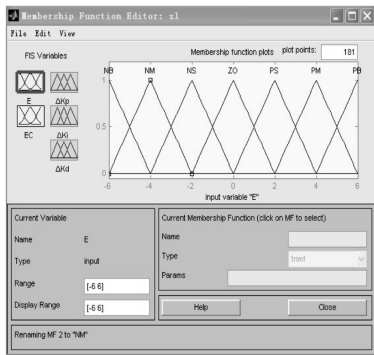 Membership Function Editor: zl
File Edit View
FIS Variables
Membership function plots plot points: 181
E
ΔKp
EC
ΔKi
ΔKd
NB NM NS ZO PS PM PB
1
0.5
0
-6 -4 -2 0 2 4 6
input variable "E"
Current Variable
Name E
Type input
Range [-6 6]
Display Range [-6 6]
Current Membership Function (click on MF to select)
Name
Type trimf
Params
Help Close
Renaming MF 2 to "NM"